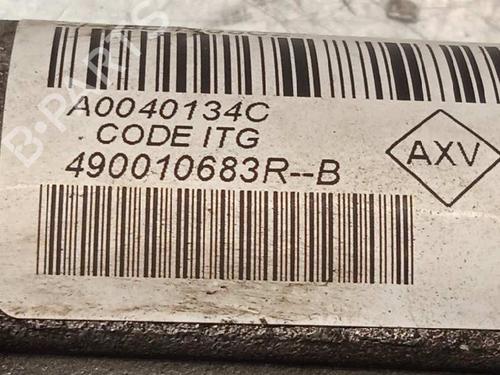 A0040134C
CODE ITG
490010683R--B
AXV
B-PARTS